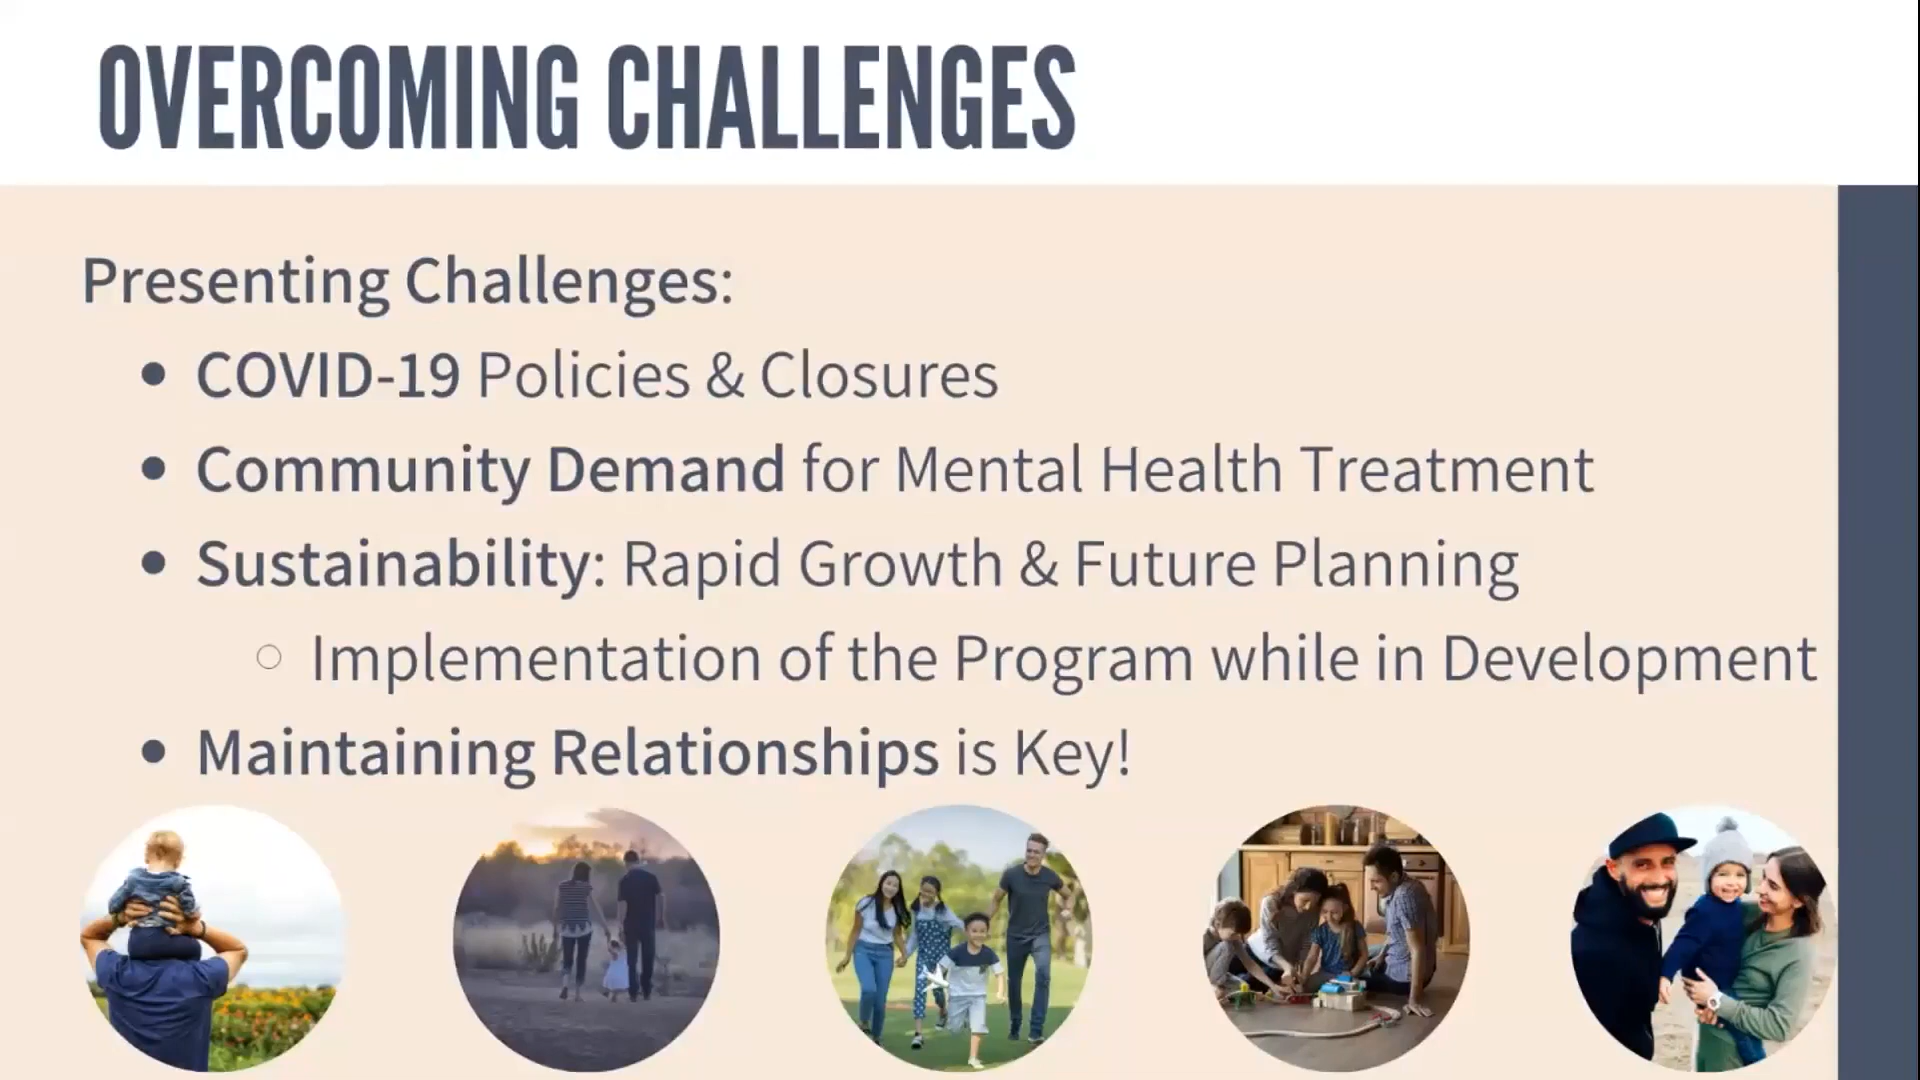 OVERCOMING CHALLENGES
Presenting Challenges:
• COVID-19 Policies & Closures
• Community Demand for Mental Health Treatment
• Sustainability: Rapid Growth & Future Planning
○ Implementation of the Program while in Development
• Maintaining Relationships is Key!